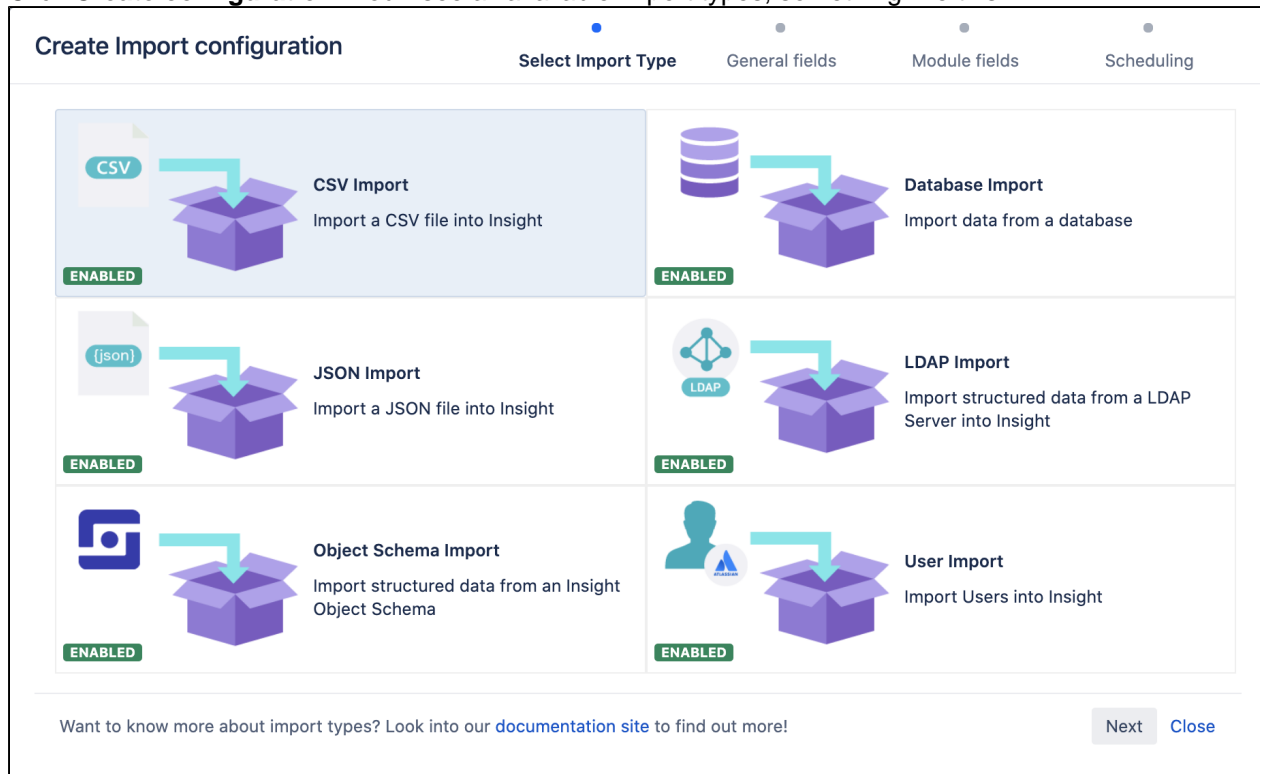 Create Import configuration
Select Import Type
General fields
Module fields
Scheduling
CSV
CSV Import
Import a CSV file into Insight
ENABLED
Database Import
Import data from a database
ENABLED
{json}
JSON Import
Import a JSON file into Insight
ENABLED
LDAP
LDAP Import
Import structured data from a LDAP
Server into Insight
ENABLED
Object Schema Import
Import structured data from an Insight
Object Schema
ENABLED
ATLASSIAN
User Import
Import Users into Insight
ENABLED
Want to know more about import types? Look into our documentation site to find out more!
Next
Close